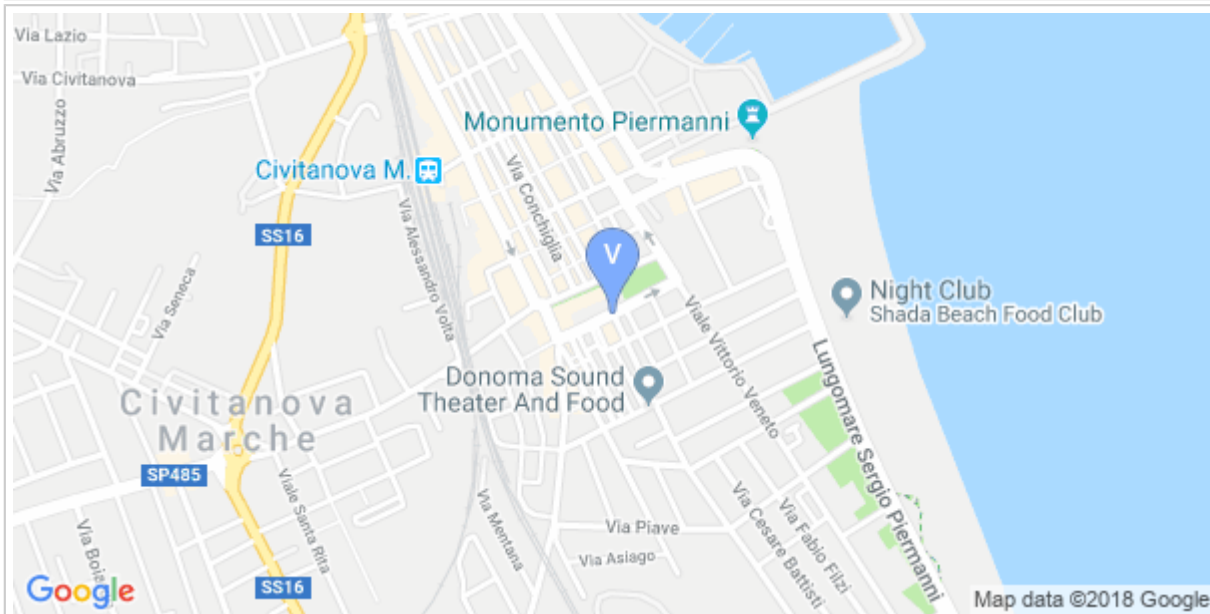 Via Lazio
Via Civitanova
Via Abruzzo
Monumento Piermanni
Civitanova M.
Via Conchiglia
Via Alessandro Volta
SS16
V
Via Seneca
Night Club
Shada Beach Food Club
Viale Vittorio Veneto
Lungomare Sergio Piermanni
Donoma Sound
Theater And Food
Civitanova
Marche
SP485
Viale Santa Rita
Via Mentana
Via Piave
Via Asiago
Via Cesare Battisti
Via Fabio Filzi
SS16
Google
Map data ©2018 Google